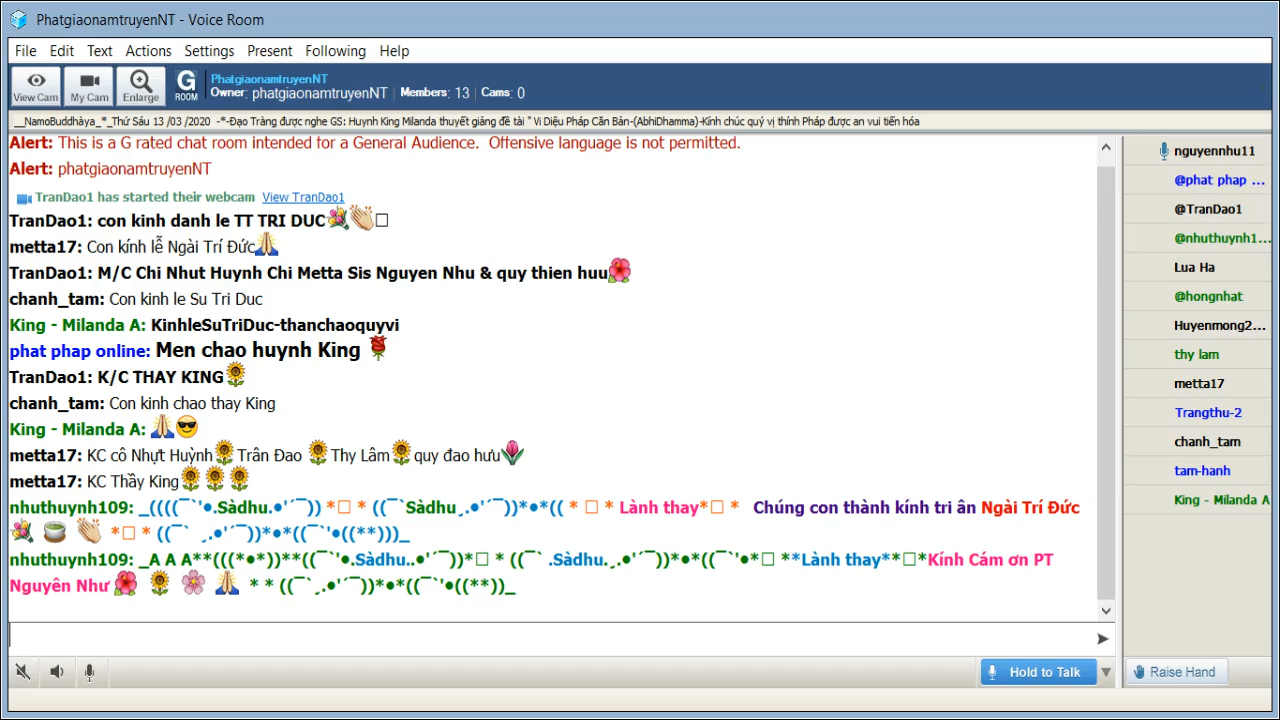 PhatgiaonamtruyenNT - Voice Room
File Edit Text Actions Settings Present Following Help
View Cam My Cam Enlarge G ROOM
PhatgiaonamtruyenNT
Owner: phatgiaonamtruyenNT Members: 13 Cams: 0
__NamoBuddhàya_*_Thứ Sáu 13 /03 /2020 -*-Đạo Tràng được nghe GS: Huynh King Milanda thuyết giảng đề tài " Vi Diệu Pháp Căn Bản-(AbhiDhamma)-Kính chúc quý vị thính Pháp được an vui tiến hóa
Alert: This is a G rated chat room intended for a General Audience. Offensive language is not permitted.
Alert: phatgiaonamtruyenNT
TranDao1 has started their webcam View TranDao1
TranDao1: con kinh danh le TT TRI DUC💐👏□
metta17: Con kính lễ Ngài Trí Đức🙏
TranDao1: M/C Chi Nhut Huynh Chi Metta Sis Nguyen Nhu & quy thien huu🌺
chanh_tam: Con kinh le Su Tri Duc
King - Milanda A: KinhleSuTriDuc-thanchaoquyvi
phat phap online: Men chao huynh King 🌹
TranDao1: K/C THAY KING🌻
chanh_tam: Con kinh chao thay King
King - Milanda A: 🙏😎
metta17: KC cô Nhựt Huỳnh🌻Trân Đao 🌻Thy Lâm🌻quy đao hưu🌷
metta17: KC Thầy King🌻🌻🌻
nhuthuynh109: _((((¯`'•.Sàdhu.•'´¯)) *□ * ((¯`Sàdhu¸.•'´¯))*•*(( * □ * Lành thay*□ * Chúng con thành kính tri ân Ngài Trí Đức
💐 🍵 👏 *□ * ((¯`¸.•'´¯))*•*((¯`'•((**)))_
nhuthuynh109: _A A A**(((*•*))**((¯`'•.Sàdhu..•'´¯))*□ * ((¯` .Sàdhu.¸.•'´¯))*•*((¯`'•*□ **Lành thay**□*Kính Cám ơn PT
Nguyên Như 🌺 🌻 🌸 🙏 * * ((¯`¸.•'´¯))*•*((¯`'•((**))_
nguyennhu11
@phat phap ...
@TranDao1
@nhuthuynh1...
Lua Ha
@hongnhat
Huyenmong2...
thy lam
metta17
Trangthu-2
chanh_tam
tam-hanh
King - Milanda A
Hold to Talk
Raise Hand